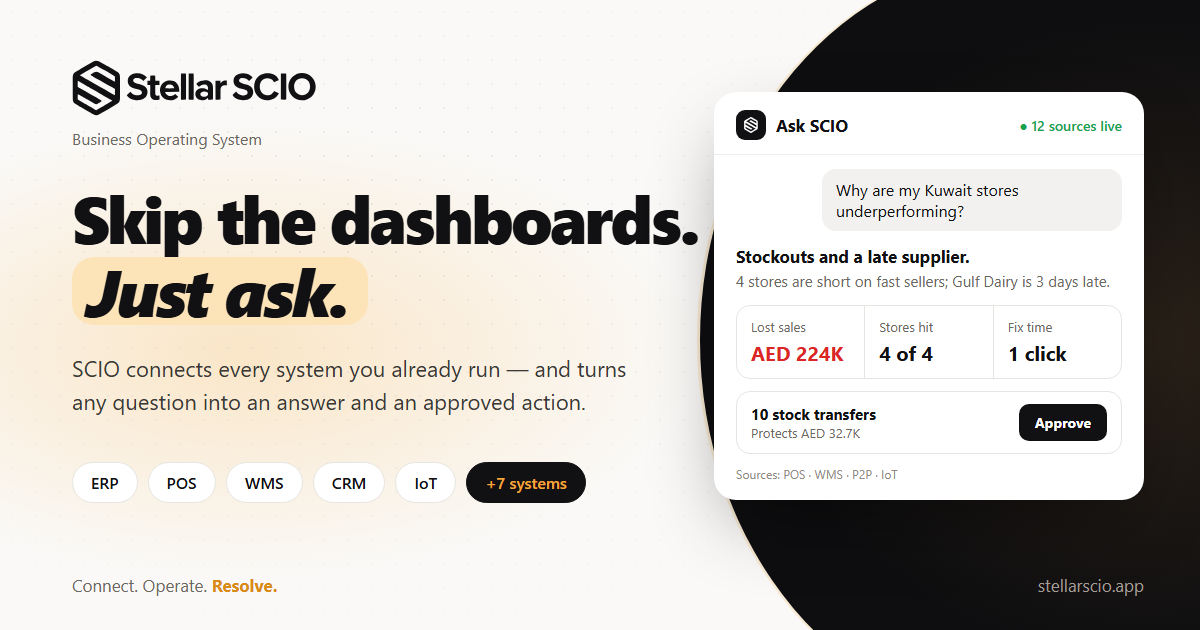 Stellar SCIO
Business Operating System
Skip the dashboards.
Just ask.
SCIO connects every system you already run — and turns
any question into an answer and an approved action.
ERP
POS
WMS
CRM
IoT
+7 systems
Connect. Operate. Resolve.
Ask SCIO
● 12 sources live
Why are my Kuwait stores
underperforming?
Stockouts and a late supplier.
4 stores are short on fast sellers; Gulf Dairy is 3 days late.
Lost sales
AED 224K
Stores hit
4 of 4
Fix time
1 click
10 stock transfers
Protects AED 32.7K
Approve
Sources: POS · WMS · P2P · IoT
stellarscio.app